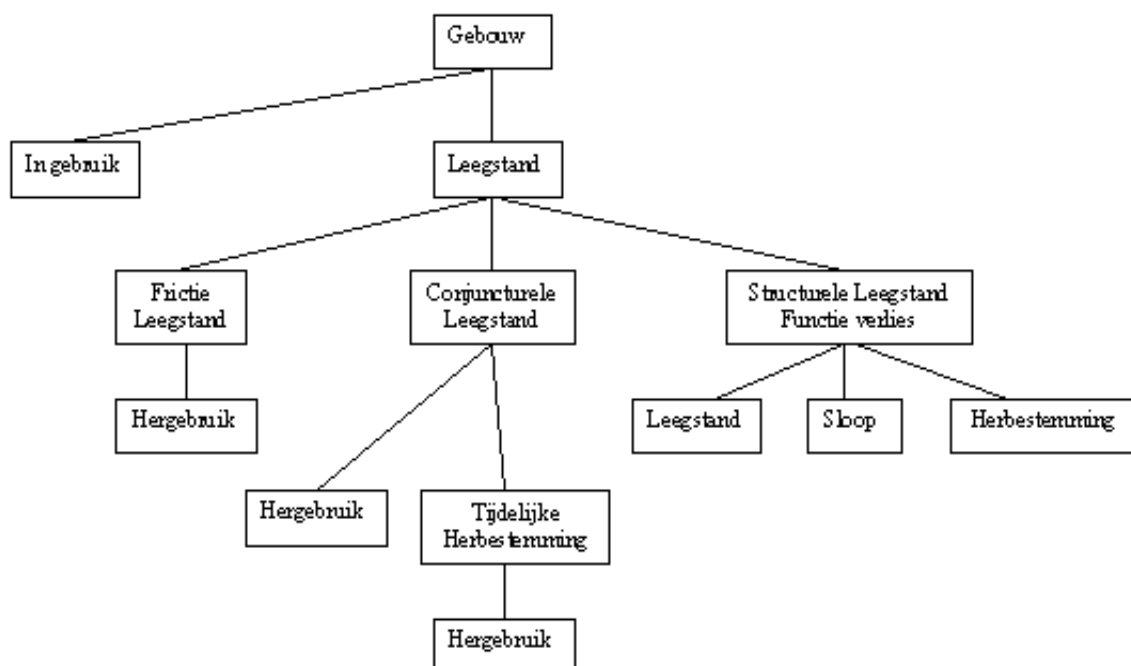 Gebouw
In gebruik
Leegstand
Frictie
Leegstand
Conjuncturele
Leegstand
Structurele Leegstand
Functie verlies
Hergebruik
Leegstand
Sloop
Herbestemming
Hergebruik
Tijdelijke
Herbestemming
Hergebruik